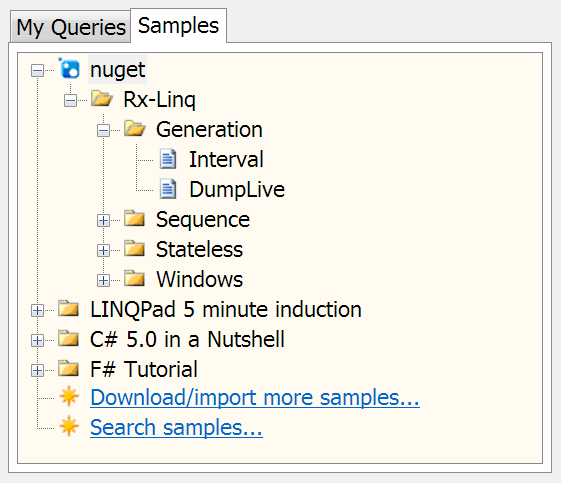 My Queries
Samples
nuget
Rx-Linq
Generation
Interval
DumpLive
Sequence
Stateless
Windows
LINQPad 5 minute induction
C# 5.0 in a Nutshell
F# Tutorial
Download/import more samples...
Search samples...